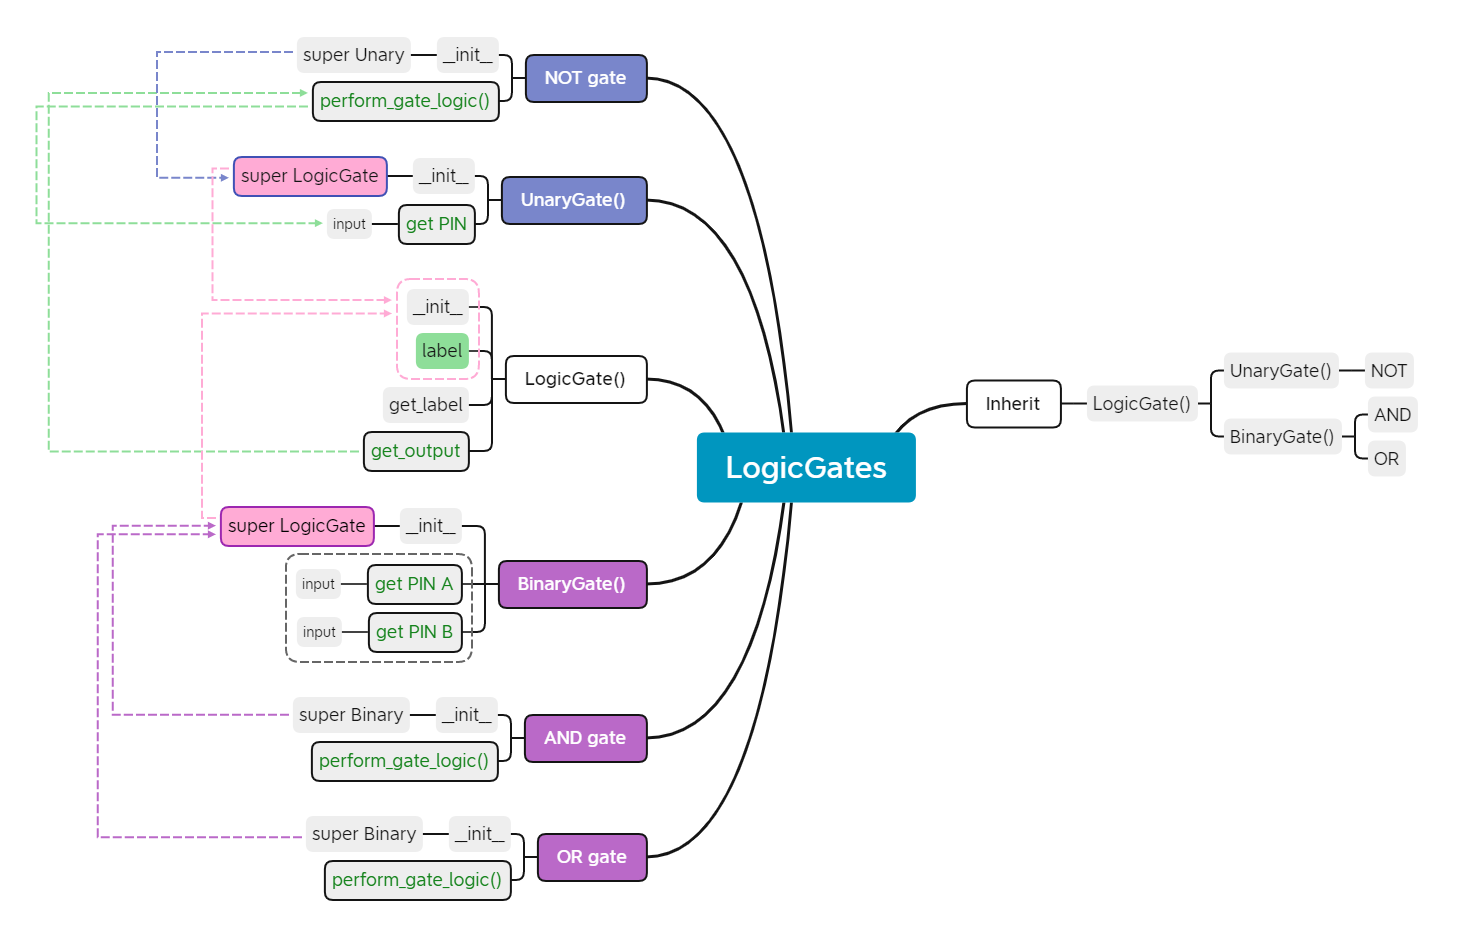 super Unary
_init_
NOT gate
perform_gate_logic()
super LogicGate
_init_
UnaryGate()
input
get PIN
_init_
label
LogicGate()
get_label
get_output
super LogicGate
_init_
input
get PIN A
BinaryGate()
input
get PIN B
super Binary
_init_
AND gate
perform_gate_logic()
super Binary
_init_
OR gate
perform_gate_logic()
LogicGates
Inherit
LogicGate()
UnaryGate()
NOT
BinaryGate()
AND
OR